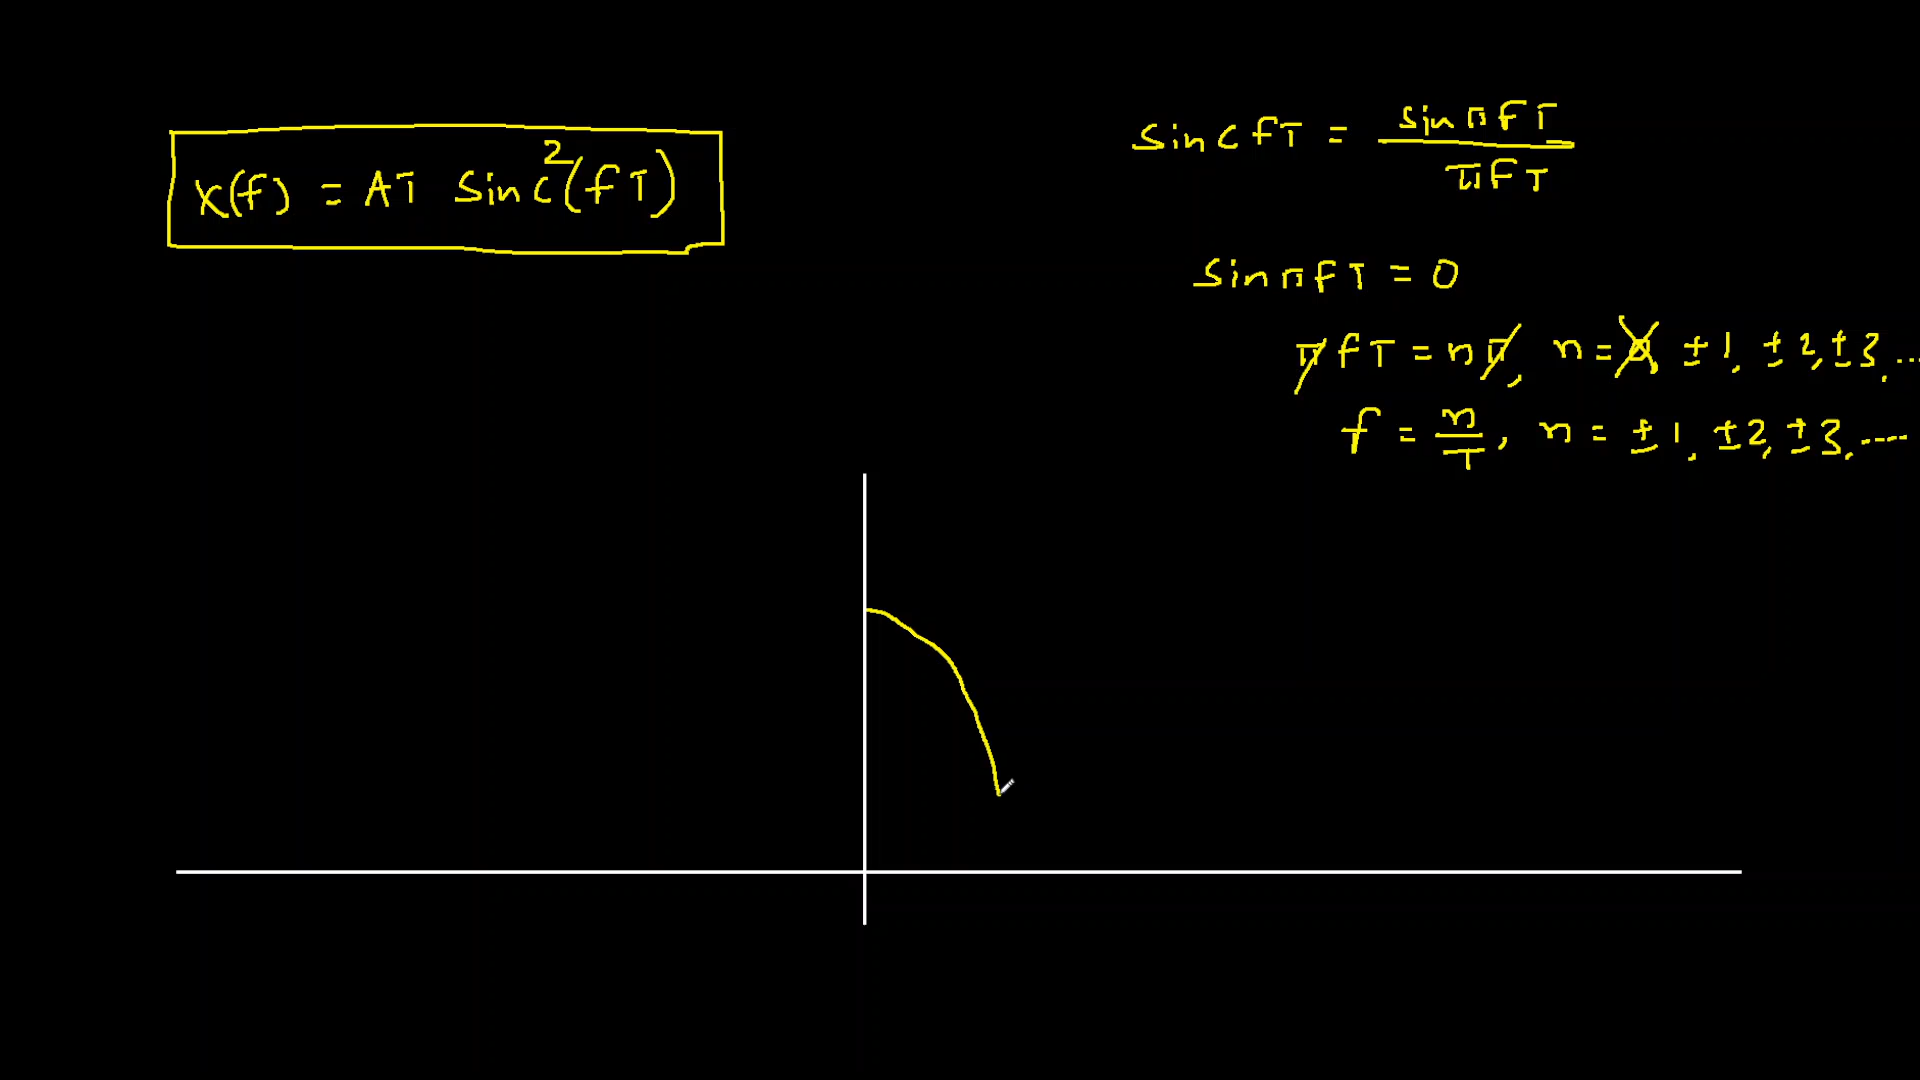 X(f) = AT Sinc²(fT)
Sinc fT = sin πfT / πfT
Sin πfT = 0
πfT = nπ, n = 0, ±1, ±2, ±3, ...
f = n/T, n = ±1, ±2, ±3, ----